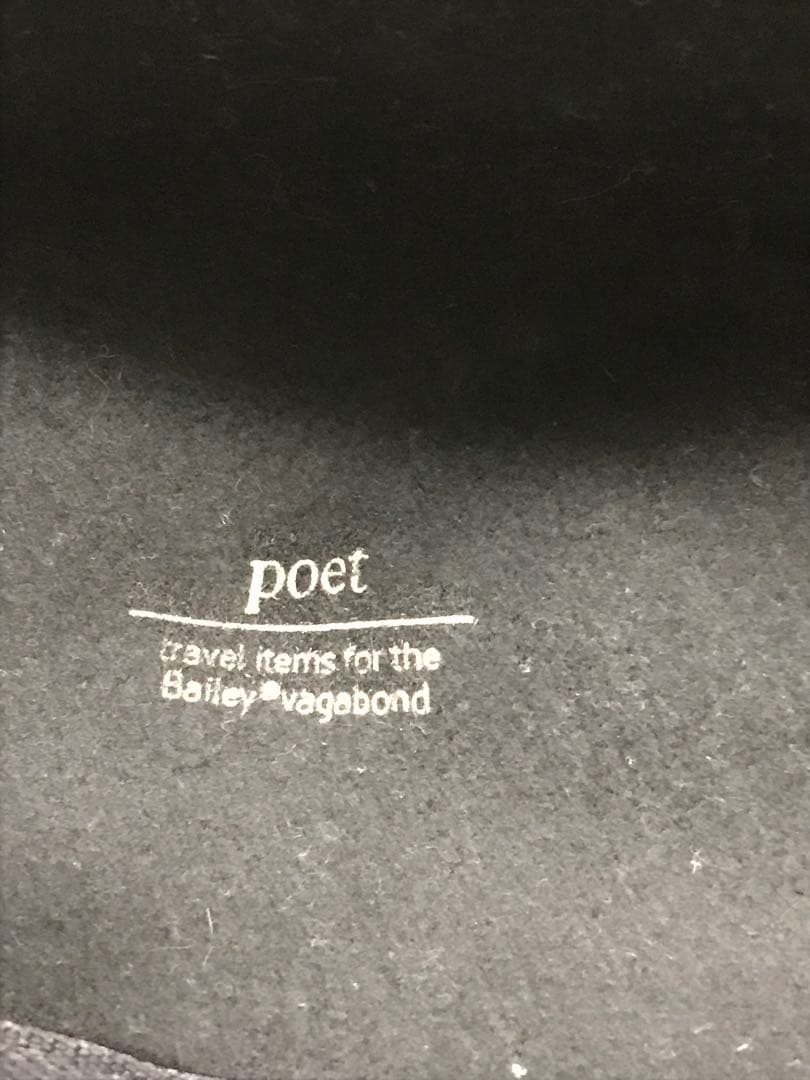 poet
travel items for the
Bailey® vagabond